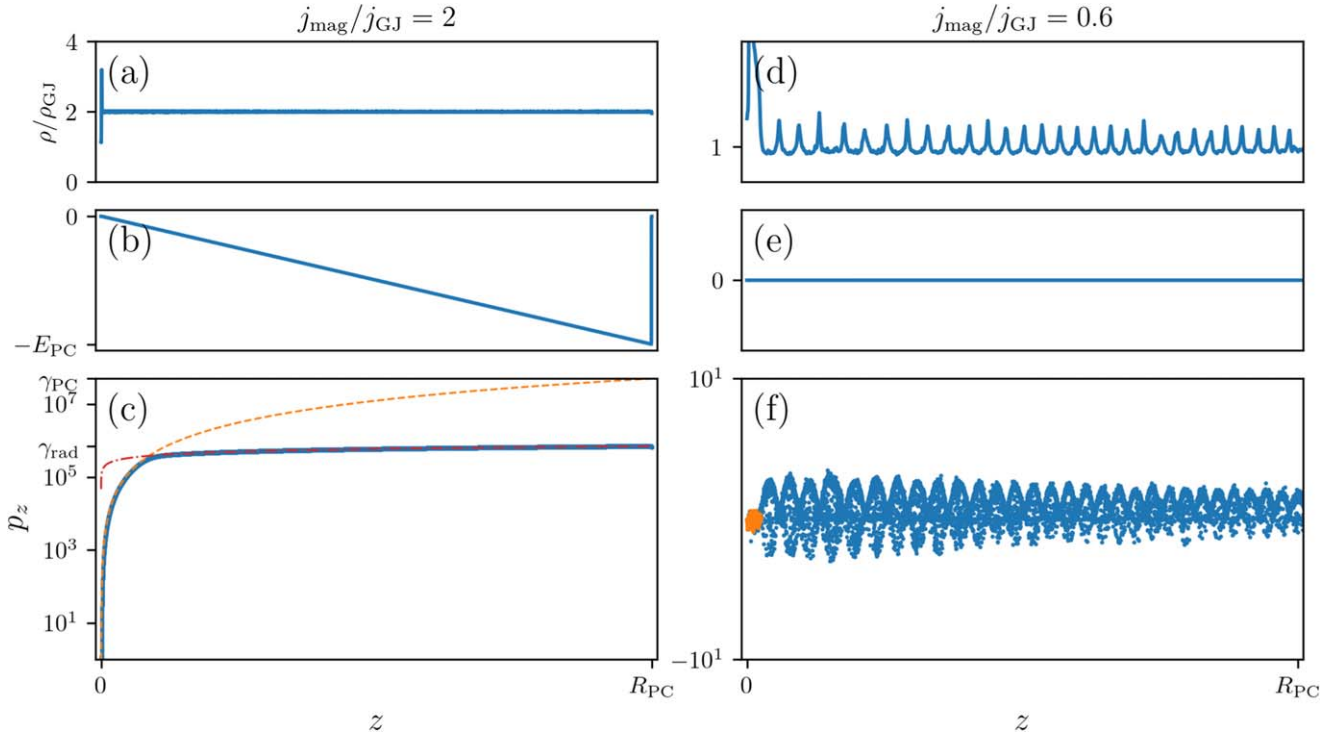 j_mag/j_GJ = 2
j_mag/j_GJ = 0.6
4
2
0
ρ/ρ_GJ
(a)
1
(d)
0
−E_PC
(b)
0
(e)
γ_PC
10^7
γ_rad
10^5
10^3
10^1
p_z
(c)
10^1
−10^1
(f)
0
R_PC
z
0
R_PC
z